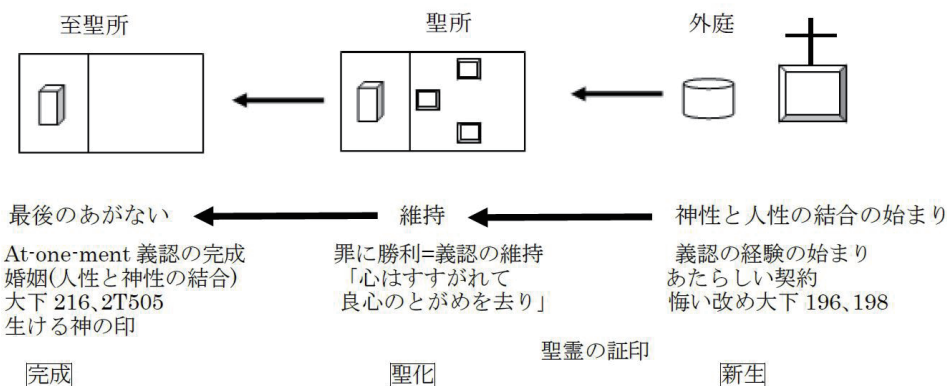 至聖所
聖所
外庭
最後のあがない
維持
神性と人性の結合の始まり
At-one-ment 義認の完成
婚姻(人性と神性の結合)
大下 216、2T505
生ける神の印
罪に勝利=義認の維持
「心はすすがれて
良心のとがめを去り」
義認の経験の始まり
あたらしい契約
悔い改め大下 196、198
聖霊の証印
完成
聖化
新生